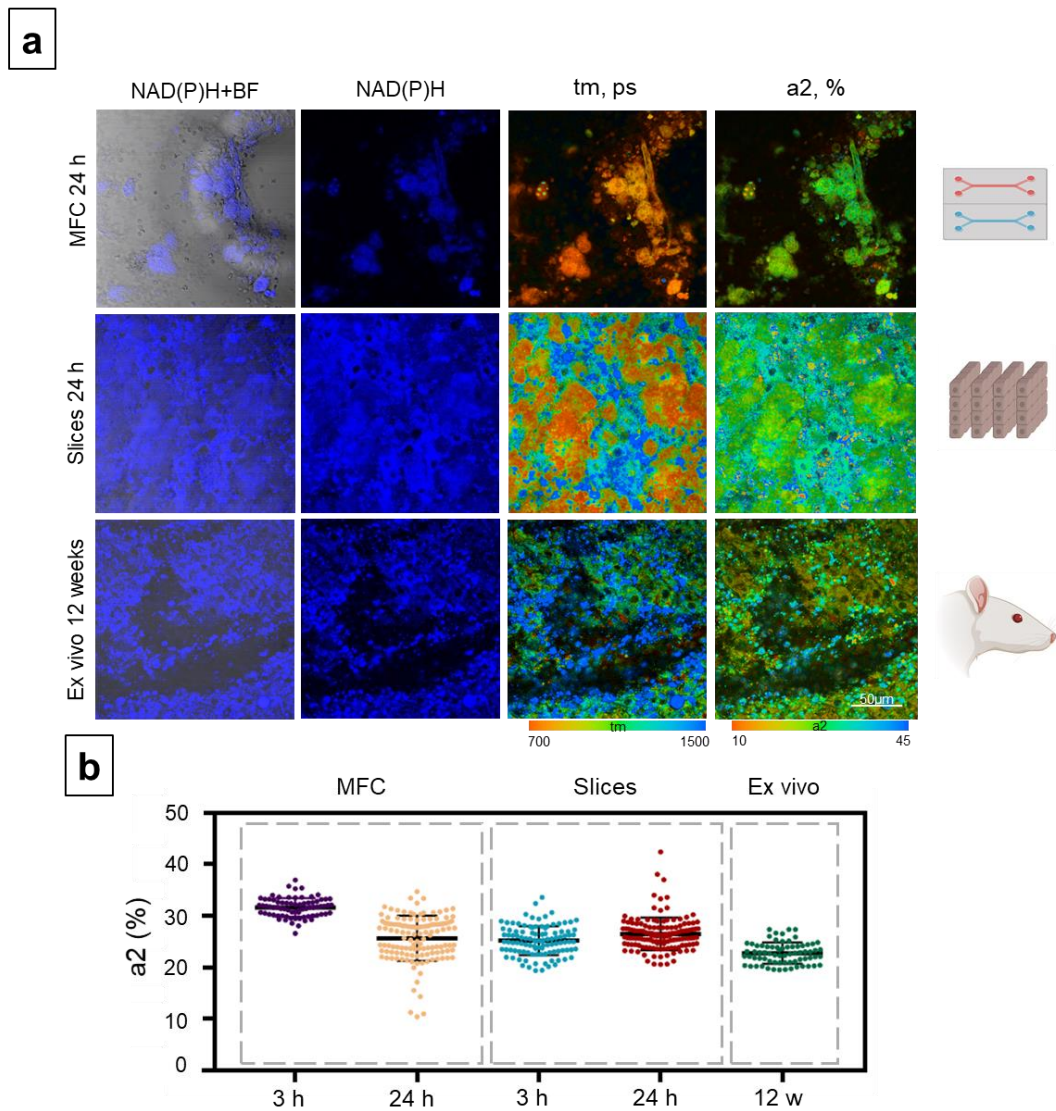 a
NAD(P)H+BF NAD(P)H tm, ps a2, %
MFC 24 h
Slices 24 h
Ex vivo 12 weeks
50um
tm a2
700 1500 10 45
b
MFC Slices Ex vivo
50
40
30
20
10
0
a2 (%)
3 h 24 h 3 h 24 h 12 w